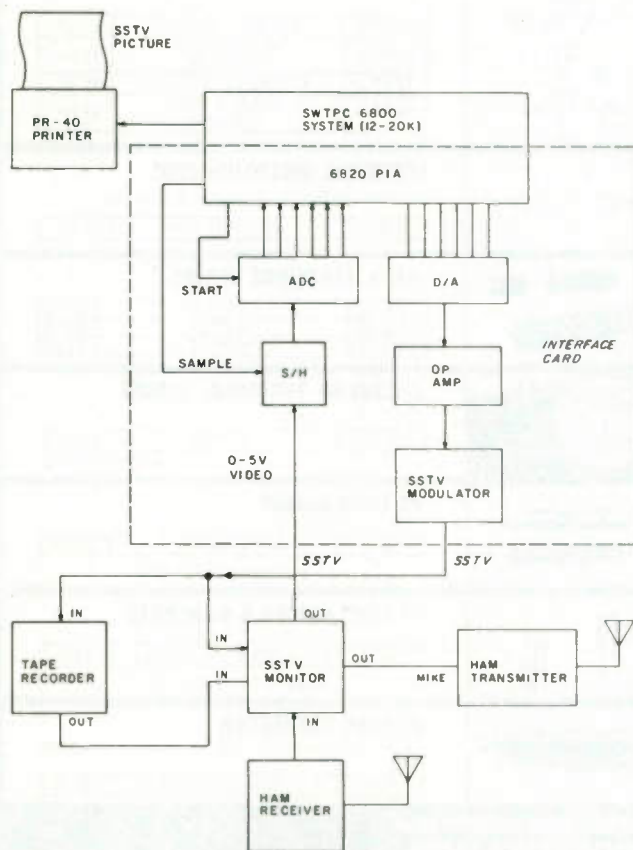 SSTV
PICTURE
PR-40
PRINTER
SWTPC 6800
SYSTEM (12-20K)
6820 PIA
START
ADC
D/A
SAMPLE
S/H
OP
AMP
INTERFACE
CARD
0-5V
VIDEO
SSTV
MODULATOR
SSTV
SSTV
IN
IN
OUT
TAPE
RECORDER
IN
SSTV
MONITOR
OUT
MIKE
HAM
TRANSMITTER
OUT
IN
HAM
RECEIVER